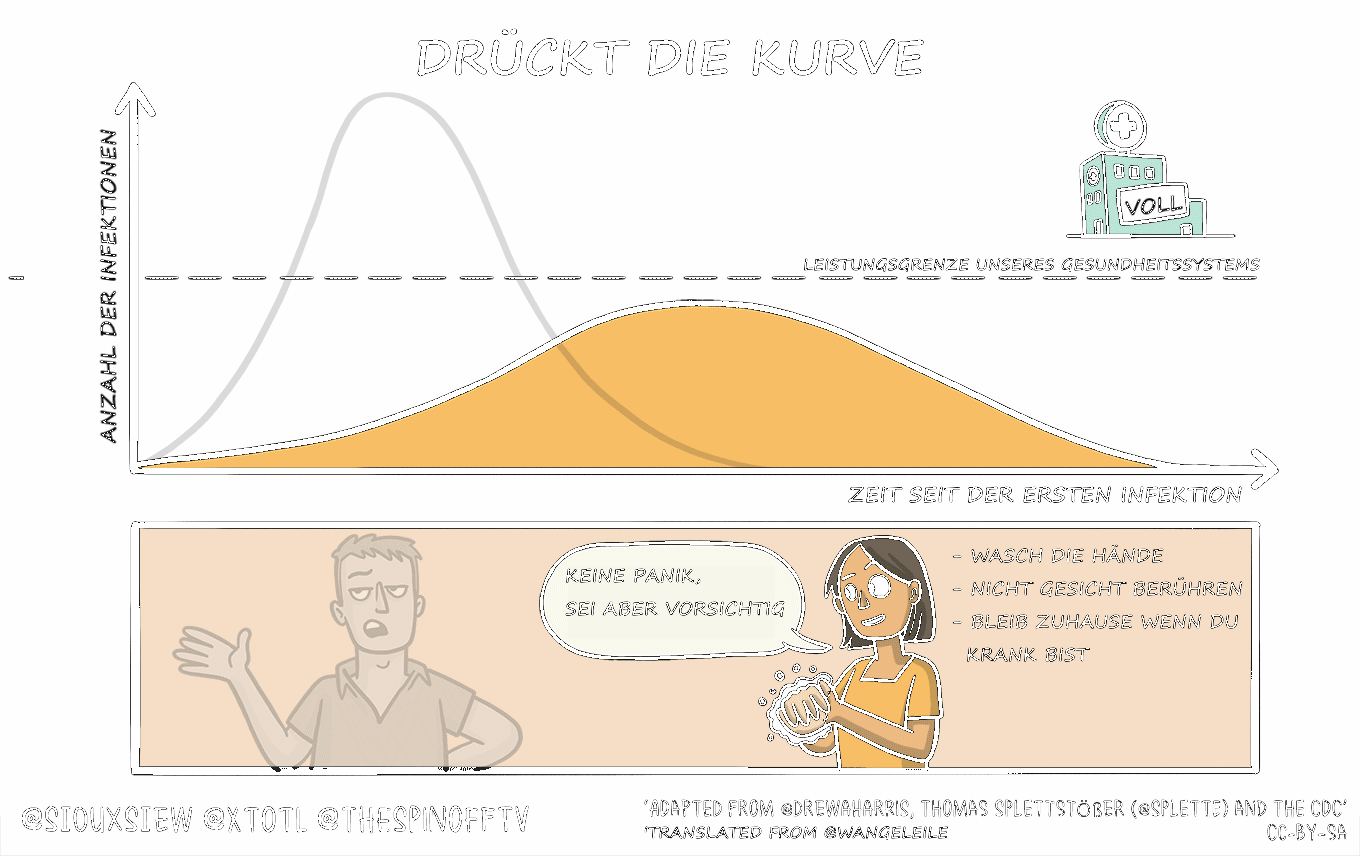 DRÜCKT DIE KURVE
ANZAHL DER INFEKTIONEN
VOLL
LEISTUNGSGRENZE UNSERES GESUNDHEITSSYSTEMS
ZEIT SEIT DER ERSTEN INFEKTION
KEINE PANIK,
SEI ABER VORSICHTIG
- WASCH DIE HÄNDE
- NICHT GESICHT BERÜHREN
- BLEIB ZUHAUSE WENN DU
KRANK BIST
@SIOUXSIEW @XTOTL @THESPINOFFTV
'ADAPTED FROM @DREWAHARRIS, THOMAS SPLETTSTÖßER (@SPLETTE) AND THE CDC'
'TRANSLATED FROM @WANGELEILE
CC-BY-SA